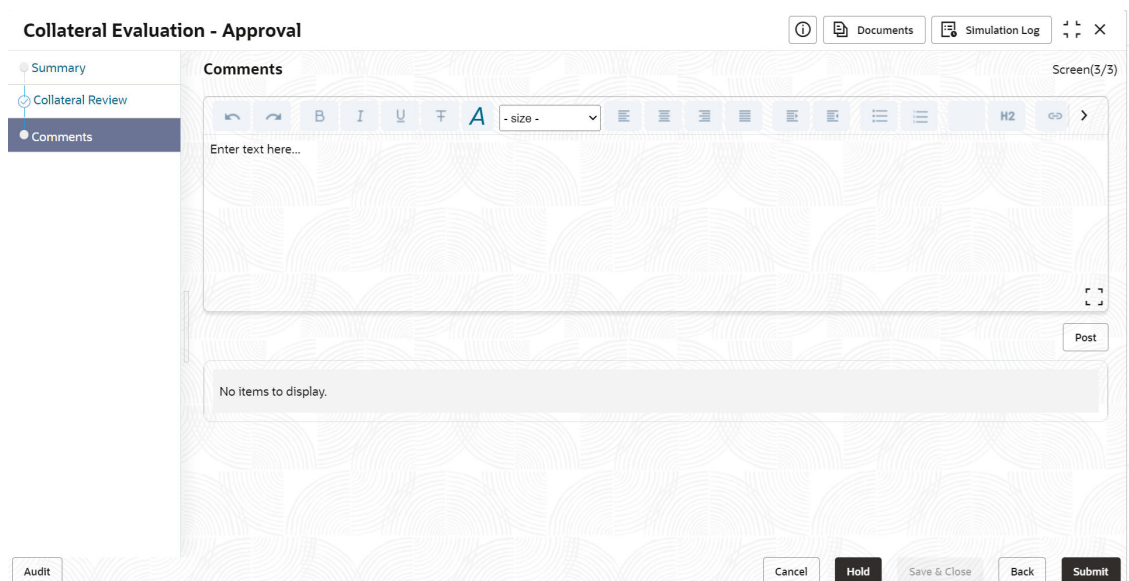 Collateral Evaluation - Approval
Documents
Simulation Log
Summary
Collateral Review
Comments
Comments
Screen(3/3)
B I U T A - size - H2
Enter text here...
Post
No items to display.
Audit
Cancel
Hold
Save & Close
Back
Submit